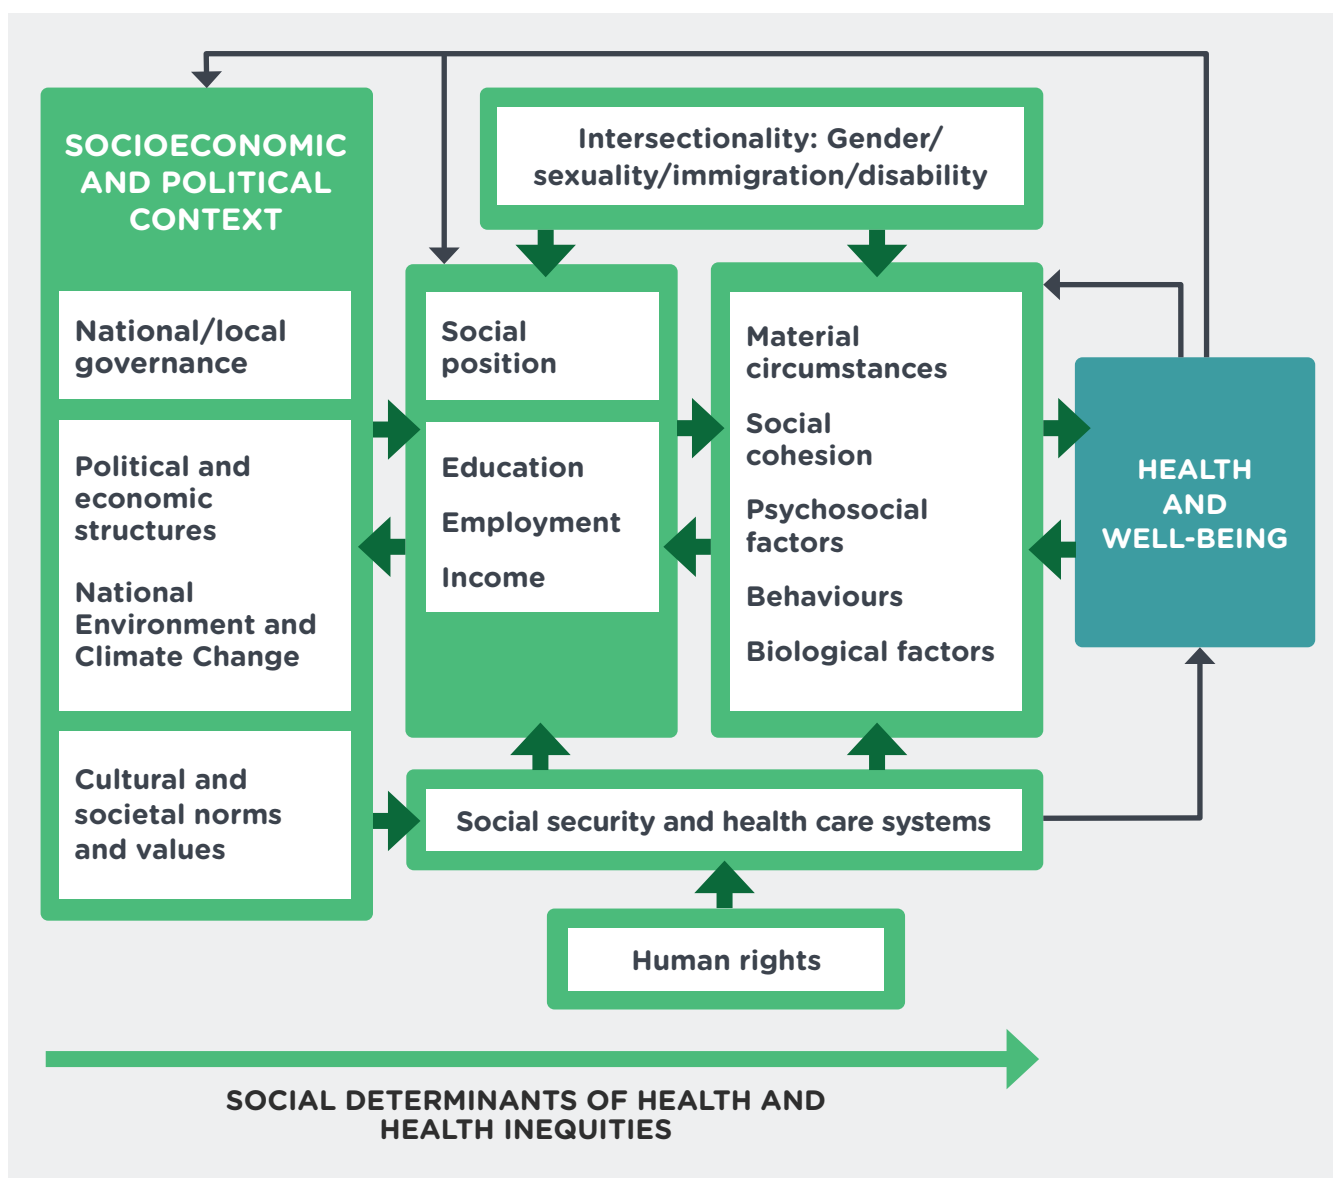 SOCIOECONOMIC
AND POLITICAL
CONTEXT
National/local
governance
Political and
economic
structures
National
Environment and
Climate Change
Cultural and
societal norms
and values
Intersectionality: Gender/
sexuality/immigration/disability
Social
position
Education
Employment
Income
Material
circumstances
Social
cohesion
Psychosocial
factors
Behaviours
Biological factors
HEALTH
AND
WELL-BEING
Social security and health care systems
Human rights
SOCIAL DETERMINANTS OF HEALTH AND
HEALTH INEQUITIES